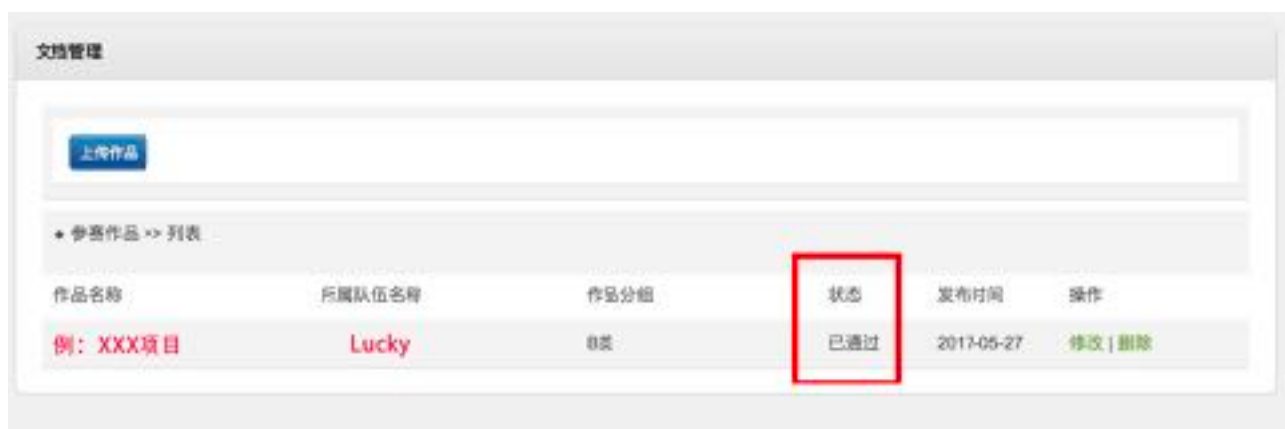 文档管理
上传作品
参赛作品 >> 列表
作品名称 所属队伍名称 作品分组 状态 发布时间 操作
例：XXX项目 Lucky B类 已通过 2017-05-27 修改 | 删除